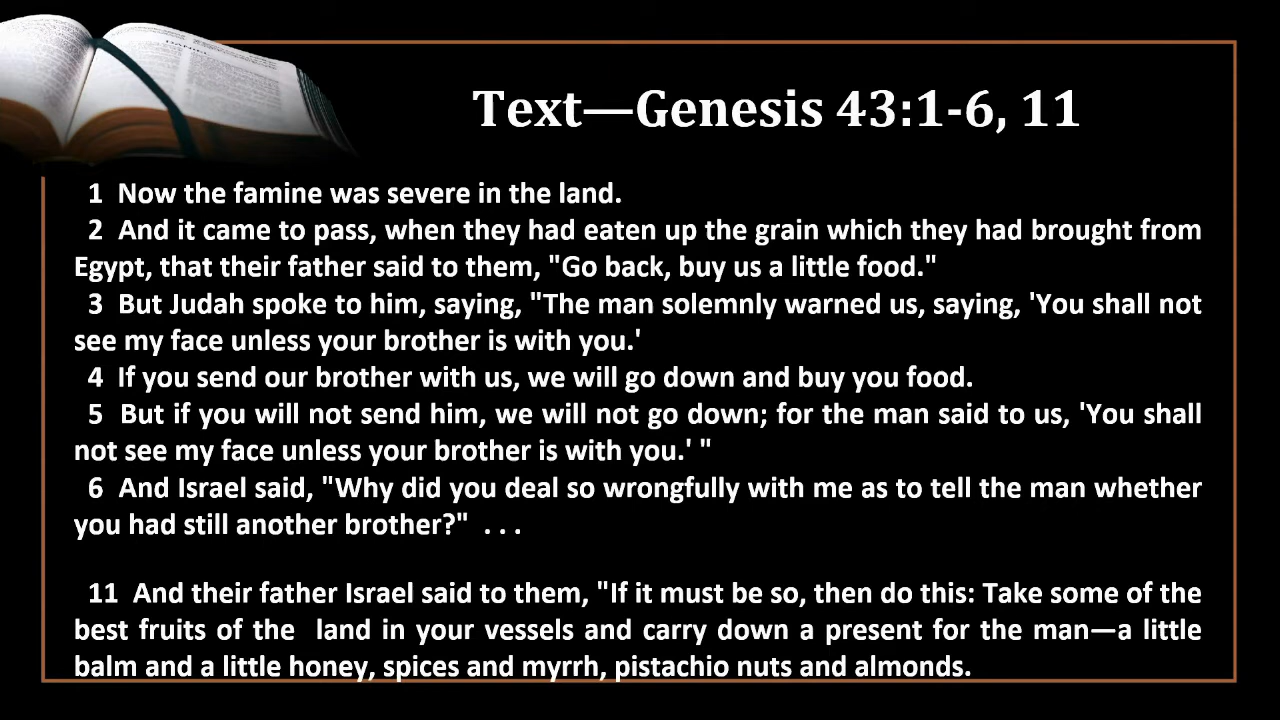 DANIEL
Text—Genesis 43:1-6, 11
1 Now the famine was severe in the land.
2 And it came to pass, when they had eaten up the grain which they had brought from
Egypt, that their father said to them, "Go back, buy us a little food."
3 But Judah spoke to him, saying, "The man solemnly warned us, saying, 'You shall not
see my face unless your brother is with you.'
4 If you send our brother with us, we will go down and buy you food.
5 But if you will not send him, we will not go down; for the man said to us, 'You shall
not see my face unless your brother is with you.' "
6 And Israel said, "Why did you deal so wrongfully with me as to tell the man whether
you had still another brother?" . . .
11 And their father Israel said to them, "If it must be so, then do this: Take some of the
best fruits of the land in your vessels and carry down a present for the man—a little
balm and a little honey, spices and myrrh, pistachio nuts and almonds.